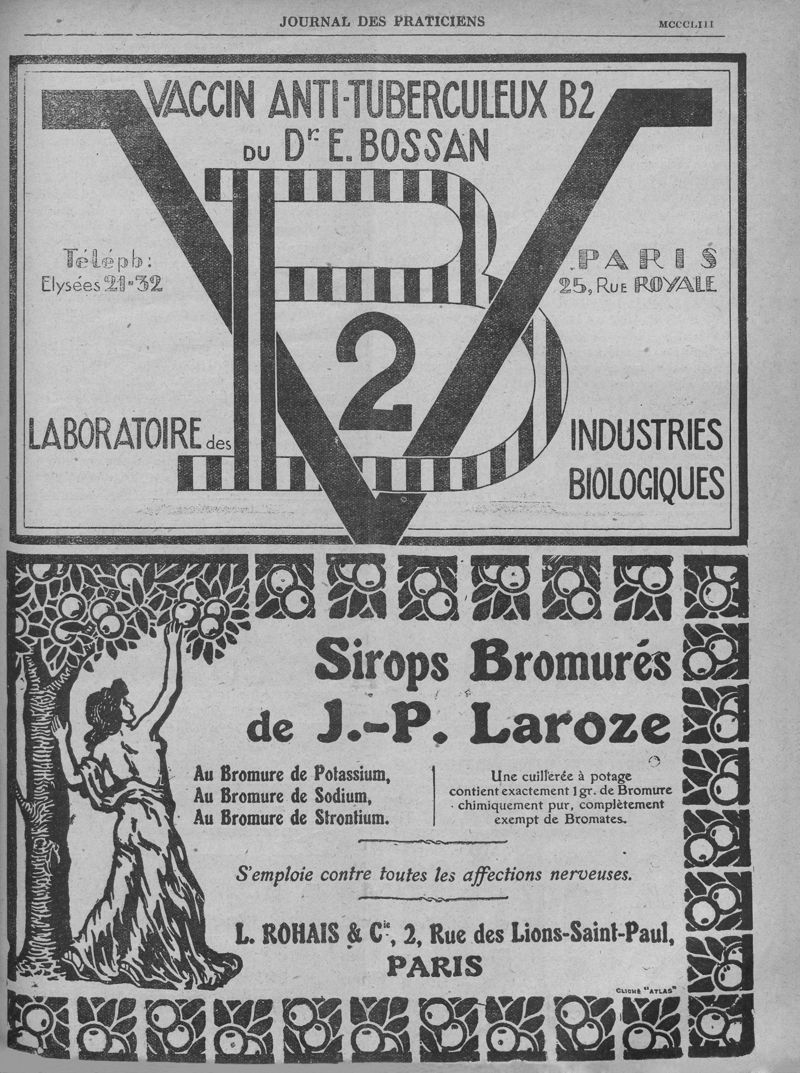 JOURNAL DES PRATICIENS
MCCCLIII
VACCIN ANTI-TUBERCULEUX B2
DU Dr. E. BOSSAN
Téléph:
Elysées 21-32
PARIS
25, RUE ROYALE
B
2
V
LABORATOIRE des
INDUSTRIES
BIOLOGIQUES
Sirops Bromurés
de J.-P. Laroze
Au Bromure de Potassium,
Au Bromure de Sodium,
Au Bromure de Strontium.
Une cuillerée à potage
contient exactement 1 gr. de Bromure
chimiquement pur, complètement
exempt de Bromates.
S'emploie contre toutes les affections nerveuses.
L. ROHAIS & Cie, 2, Rue des Lions-Saint-Paul,
PARIS
CLICHÉ "ATLAS"